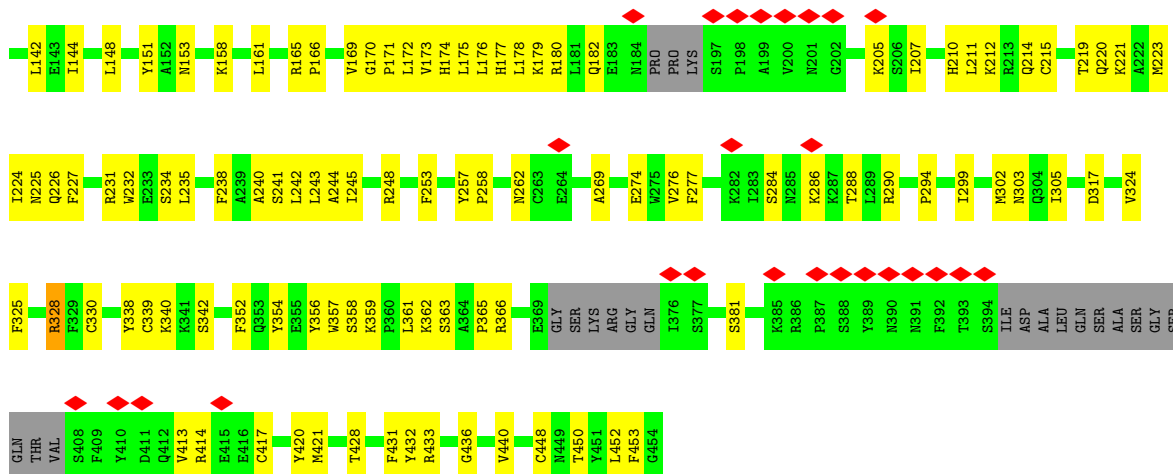 L142 E143 I144 L148 Y151 A152 N153 K158 L161 R165 P166 V169 G170 P171 L172 V173 H174 L175 L176 H177 L178 K179 R180 L181 Q182 E183 N184 PRO PRO LYS S197 P198 A199 V200 N201 G202 K205 S206 I207 H210 L211 K212 R213 Q214 C215 T219 Q220 K221 A222 M223
I224 N225 Q226 F227 R231 W232 E233 S234 L235 F238 A239 A240 S241 L242 L243 A244 I245 R248 F253 Y257 P258 N262 C263 E264 A269 E274 W275 V276 F277 K282 I283 S284 N285 K286 K287 T288 L289 R290 P294 I299 M302 N303 Q304 I305 D317 V324
F325 R328 F329 C330 Y338 C339 K340 K341 S342 F352 Q353 Y354 E355 Y356 W357 S358 K359 P360 L361 K362 S363 A364 P365 R366 E369 GLY SER LYS ARG GLY GLN I376 S377 S381 K385 R386 P387 S388 Y389 N390 N391 F392 T393 S394 ILE ASP ALA LEU GLN SER ALA SER GLY SER
GLN THR VAL S408 F409 Y410 D411 Q412 V413 R414 E415 E416 C417 Y420 M421 T428 F431 Y432 R433 G436 V440 C448 N449 T450 Y451 L452 F453 G454